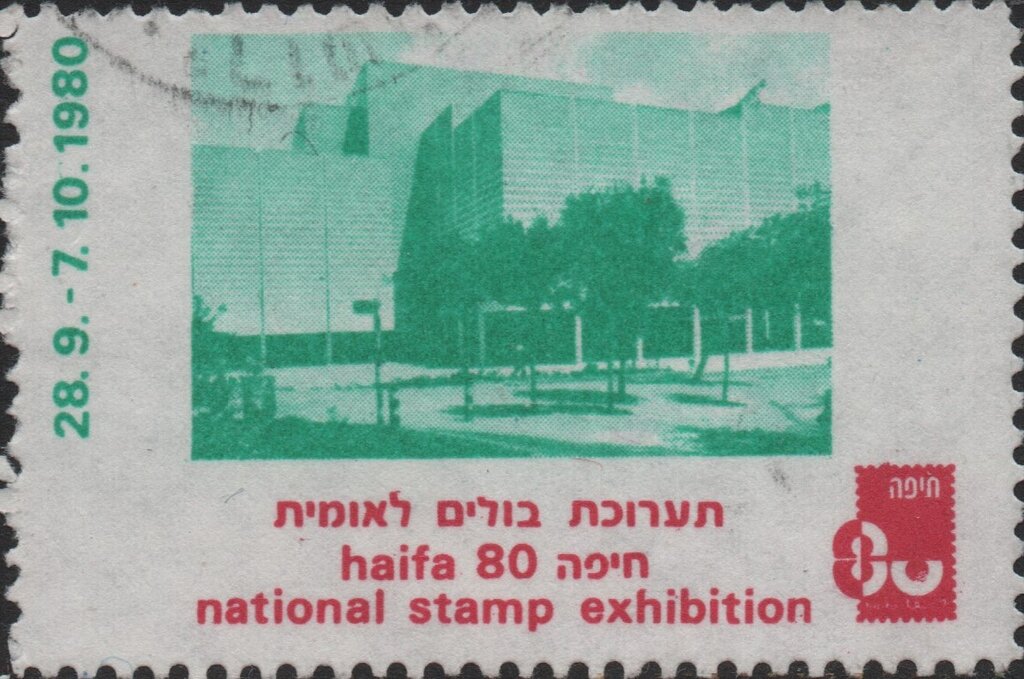 28. 9. - 7. 10. 1980
תערוכת בולים לאומית
haifa 80 חיפה
national stamp exhibition
חיפה
80